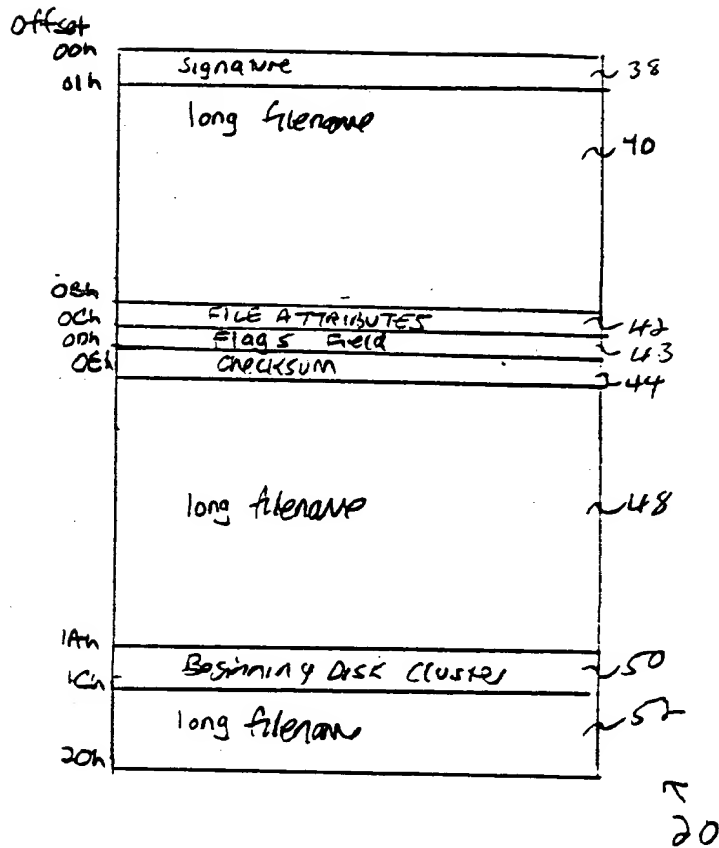 Offset
00h
Signature 38
01h
long filename 40
0Bh
FILE ATTRIBUTES 42
0Ch
Flags Field 43
0Dh
Checksum 44
0Eh
long filename 48
1Ah
Beginning Disk Cluster 50
1Ch
long filename 52
20h
20